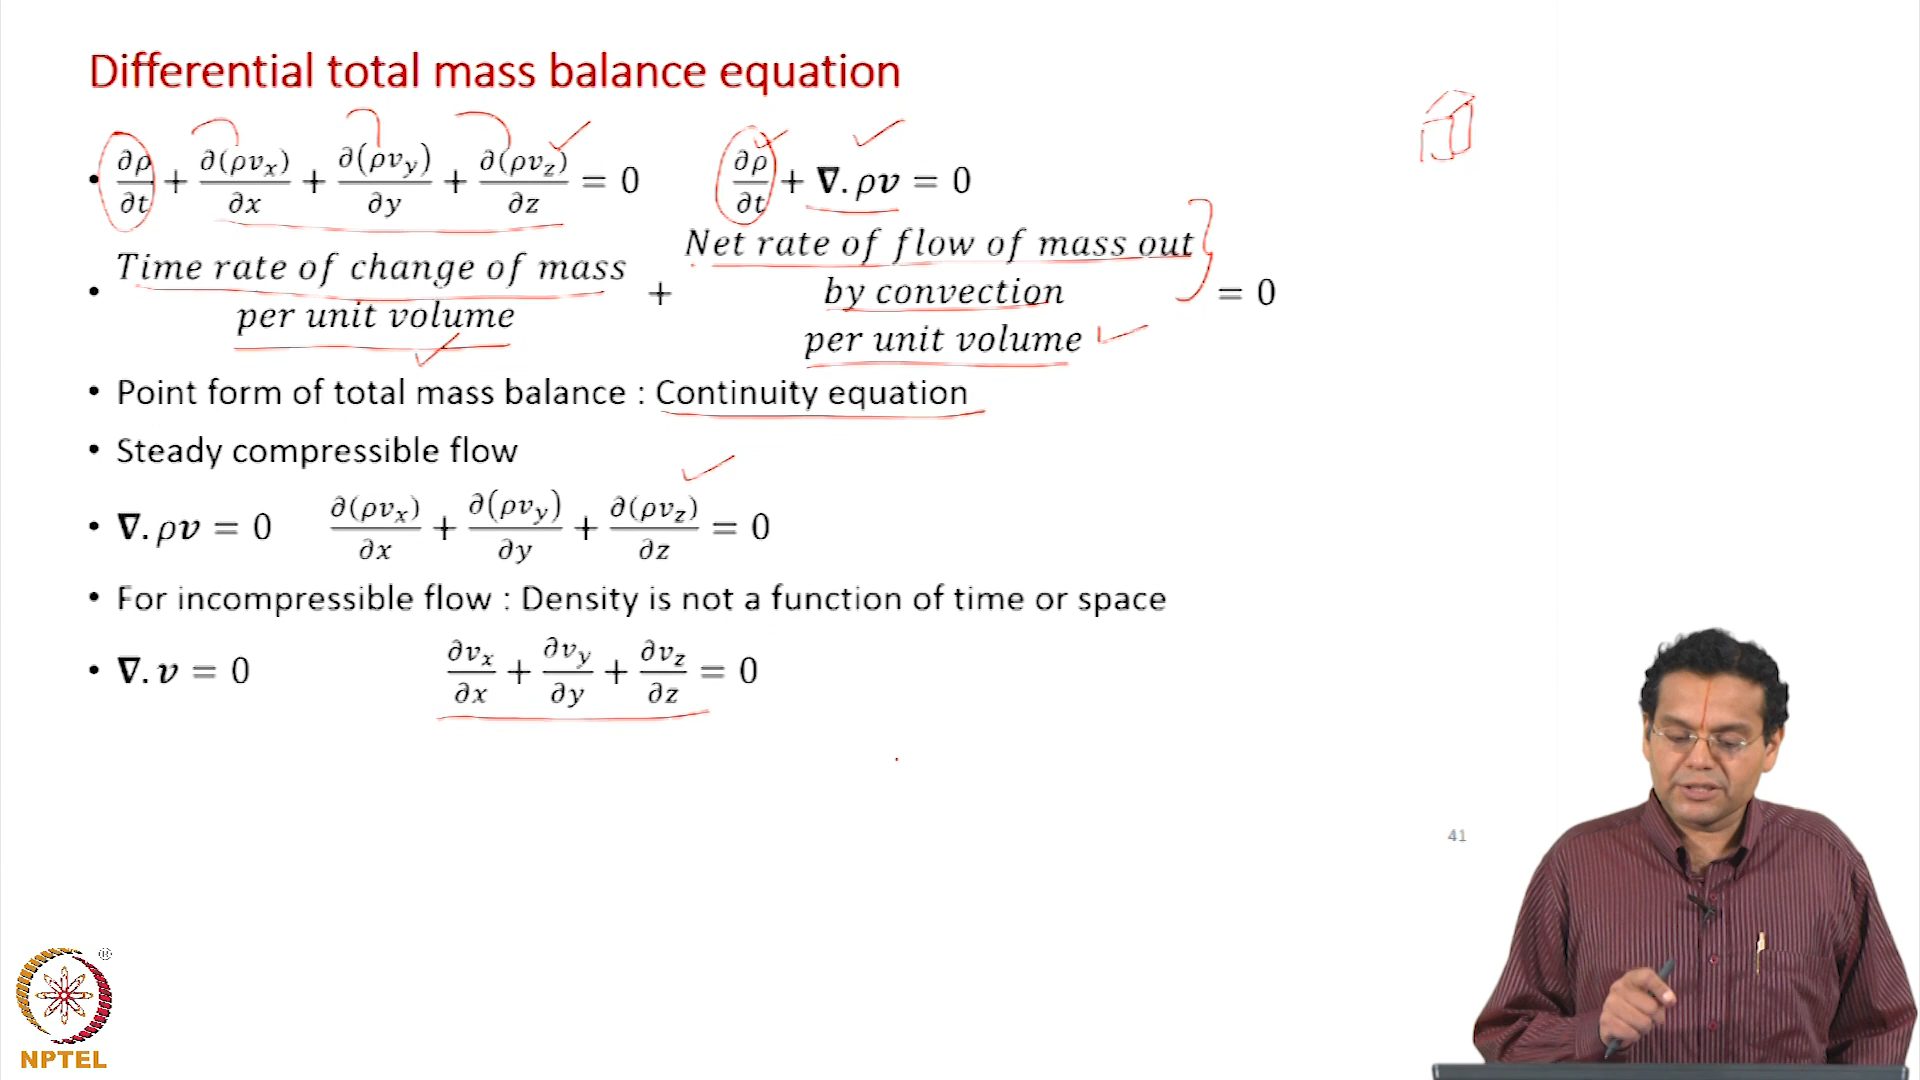 Differential total mass balance equation
• ∂ρ/∂t + ∂(ρvₓ)/∂x + ∂(ρv_y)/∂y + ∂(ρv_z)/∂z = 0    ∂ρ/∂t + ∇.ρv = 0
• Time rate of change of mass per unit volume + Net rate of flow of mass out by convection per unit volume = 0
• Point form of total mass balance : Continuity equation
• Steady compressible flow
• ∇.ρv = 0    ∂(ρvₓ)/∂x + ∂(ρv_y)/∂y + ∂(ρv_z)/∂z = 0
• For incompressible flow : Density is not a function of time or space
• ∇.v = 0    ∂vₓ/∂x + ∂v_y/∂y + ∂v_z/∂z = 0
41
®
NPTEL